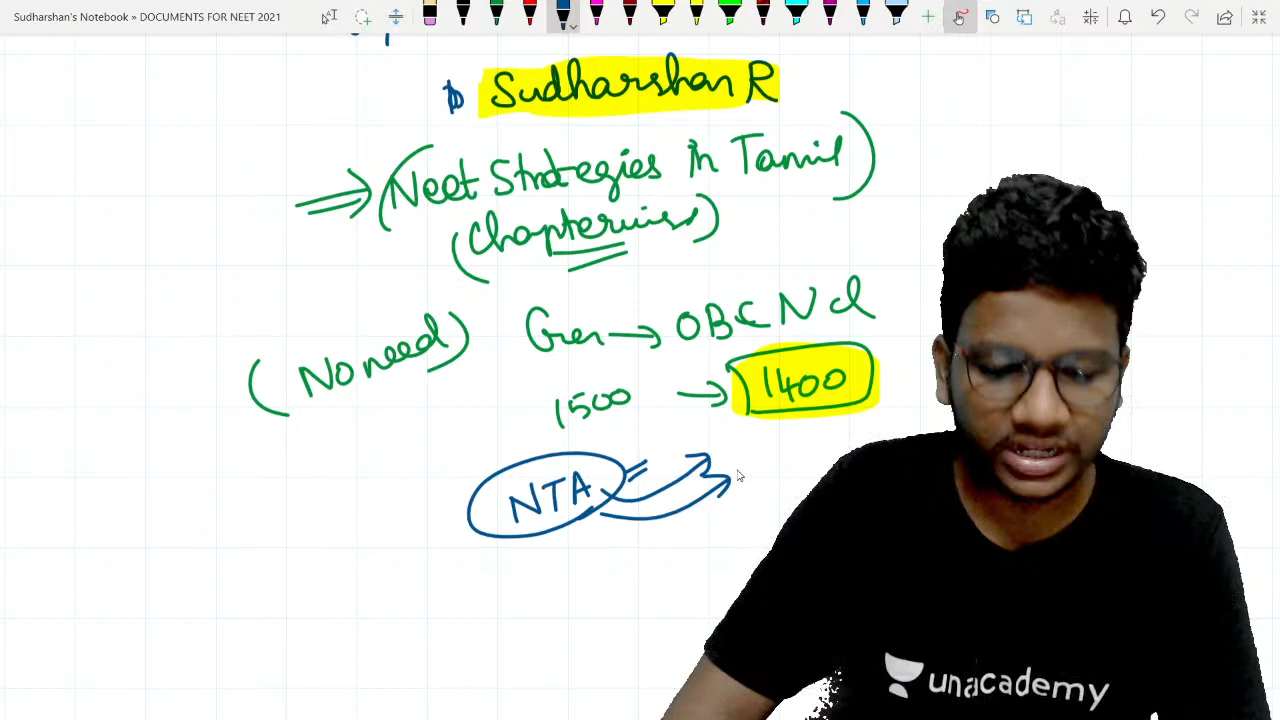 Sudharshan's Notebook » DOCUMENTS FOR NEET 2021
Sudharshan R
(Neet Strategies in Tamil)
(Chapterwise)
(No need) Gen → OBC Ncl
1500 → 1400
NTA
unacademy